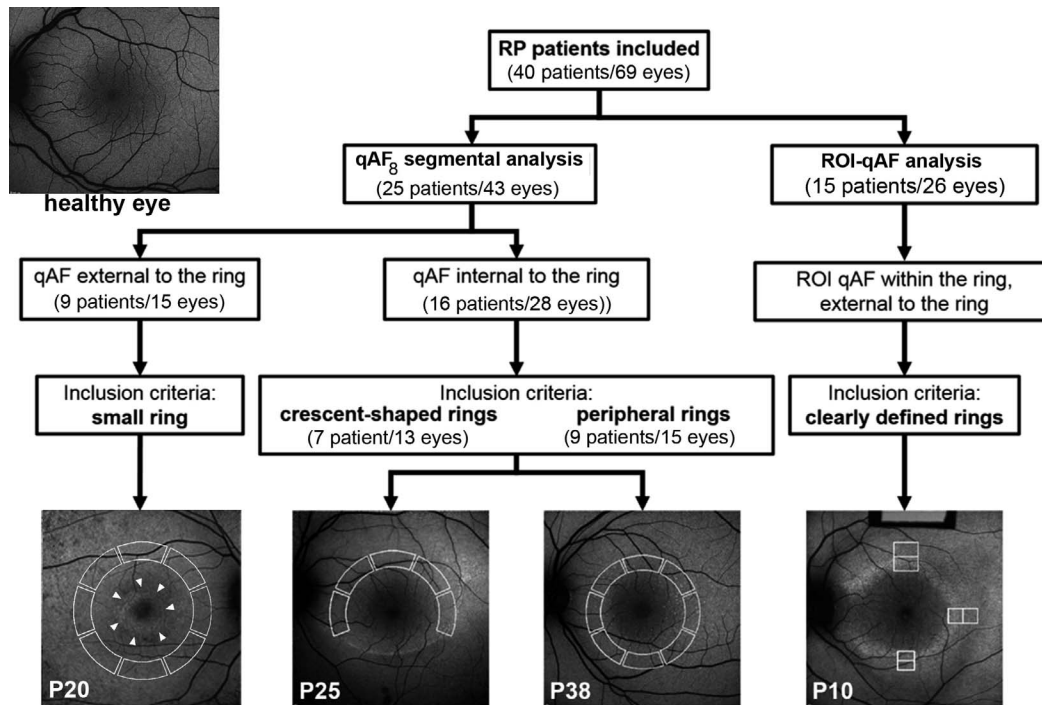 RP patients included
(40 patients/69 eyes)
healthy eye
qAF8 segmental analysis
(25 patients/43 eyes)
ROI-qAF analysis
(15 patients/26 eyes)
qAF external to the ring
(9 patients/15 eyes)
qAF internal to the ring
(16 patients/28 eyes))
ROI qAF within the ring,
external to the ring
Inclusion criteria:
small ring
Inclusion criteria:
crescent-shaped rings
(7 patient/13 eyes)
peripheral rings
(9 patients/15 eyes)
Inclusion criteria:
clearly defined rings
P20
P25
P38
P10